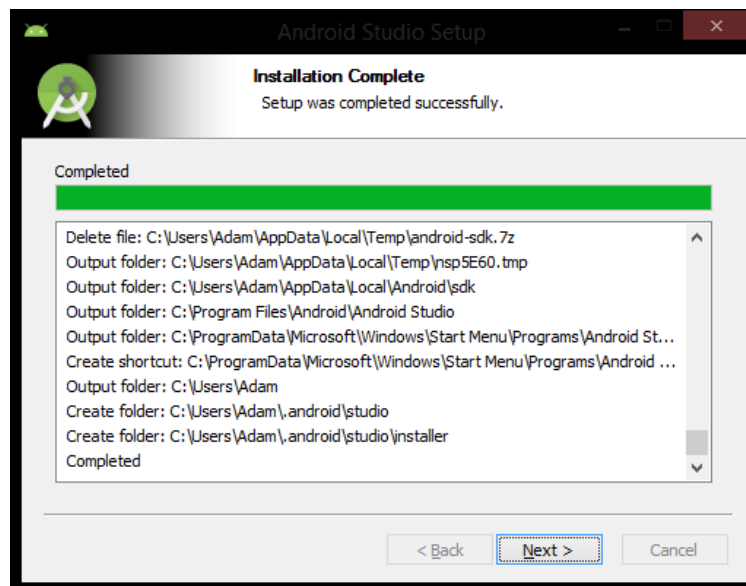 Android Studio Setup
Installation Complete
Setup was completed successfully.
Completed
Delete file: C:\Users\Adam\AppData\Local\Temp\android-sdk.7z
Output folder: C:\Users\Adam\AppData\Local\Temp\nsp5E60.tmp
Output folder: C:\Users\Adam\AppData\Local\Android\sdk
Output folder: C:\Program Files\Android\Android Studio
Output folder: C:\ProgramData\Microsoft\Windows\Start Menu\Programs\Android St...
Create shortcut: C:\ProgramData\Microsoft\Windows\Start Menu\Programs\Android ...
Output folder: C:\Users\Adam
Create folder: C:\Users\Adam\.android\studio
Create folder: C:\Users\Adam\.android\studio\installer
Completed
< Back Next > Cancel